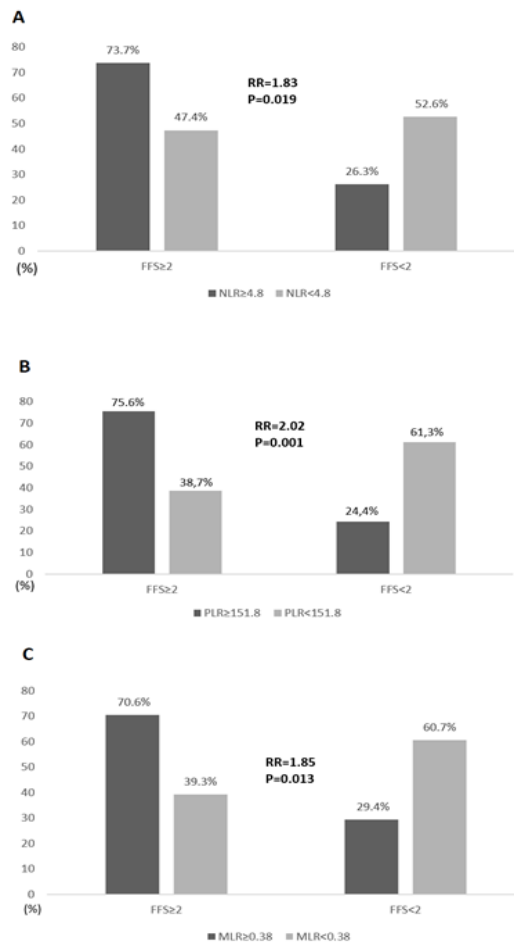 A
80
70
60
50
40
30
20
10
0
(%)
73.7%
47.4%
RR=1.83
P=0.019
26.3%
52.6%
FFS≥2
FFS<2
NLR≥4.8 NLR<4.8
B
80
70
60
50
40
30
20
10
0
(%)
75.6%
38,7%
RR=2.02
P=0.001
24,4%
61,3%
FFS≥2
FFS<2
PLR≥151.8 PLR<151.8
C
80
70
60
50
40
30
20
10
0
(%)
70.6%
39.3%
RR=1.85
P=0.013
29.4%
60.7%
FFS≥2
FFS<2
MLR≥0.38 MLR<0.38